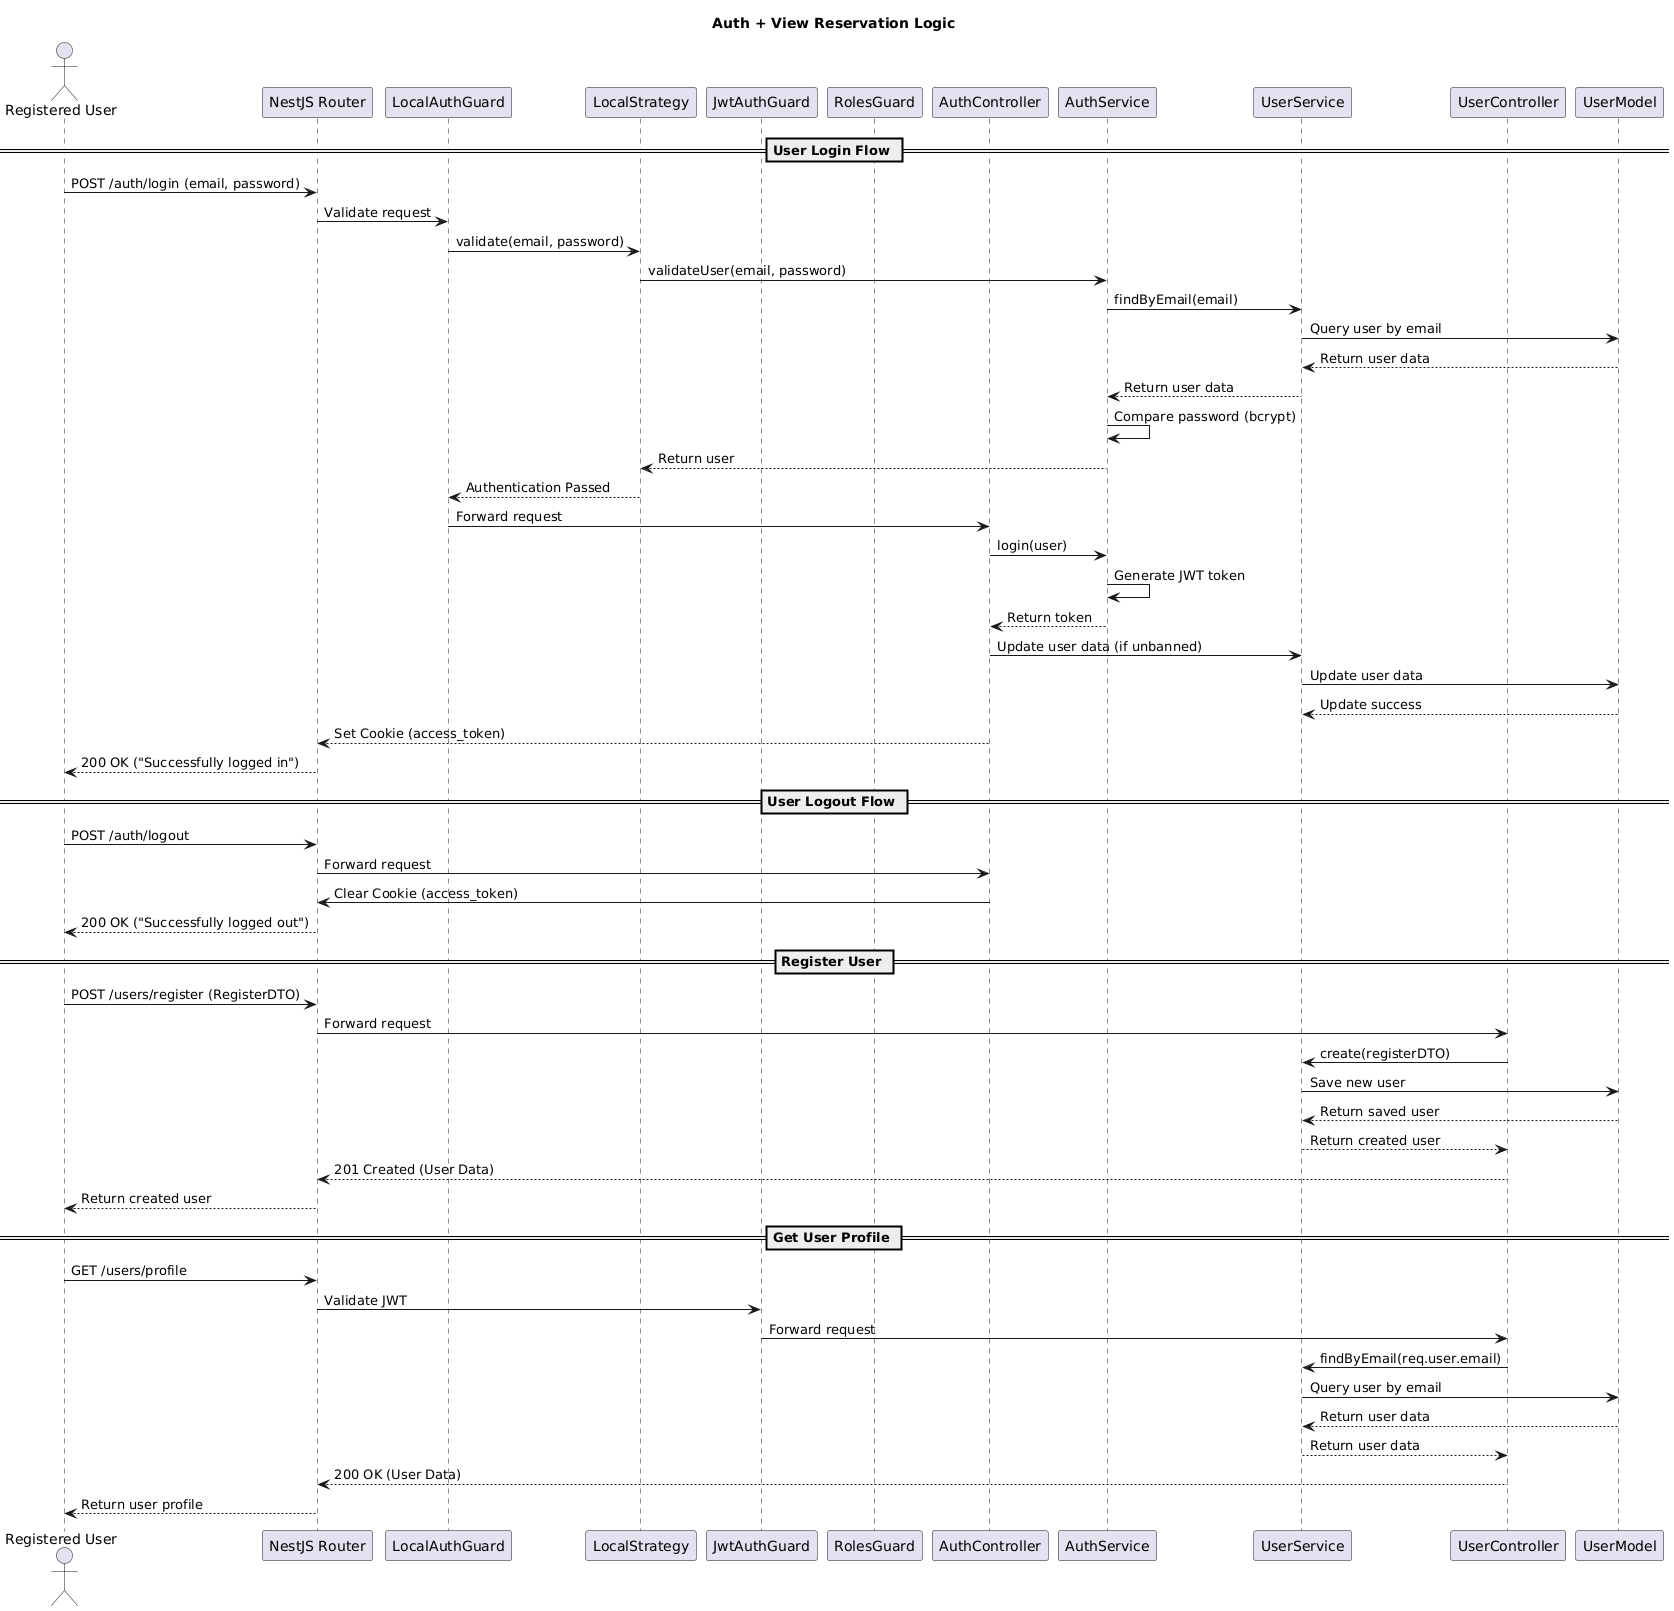 Auth + View Reservation Logic
Registered User
NestJS Router
LocalAuthGuard
LocalStrategy
JwtAuthGuard
RolesGuard
AuthController
AuthService
UserService
UserController
UserModel
User Login Flow
POST /auth/login (email, password)
Validate request
validate(email, password)
validateUser(email, password)
findByEmail(email)
Query user by email
Return user data
Return user data
Compare password (bcrypt)
Return user
Authentication Passed
Forward request
login(user)
Generate JWT token
Return token
Update user data (if unbanned)
Update user data
Update success
Set Cookie (access_token)
200 OK ("Successfully logged in")
User Logout Flow
POST /auth/logout
Forward request
Clear Cookie (access_token)
200 OK ("Successfully logged out")
Register User
POST /users/register (RegisterDTO)
Forward request
create(registerDTO)
Save new user
Return saved user
Return created user
201 Created (User Data)
Return created user
Get User Profile
GET /users/profile
Validate JWT
Forward request
findByEmail(req.user.email)
Query user by email
Return user data
Return user data
200 OK (User Data)
Return user profile
Registered User
NestJS Router
LocalAuthGuard
LocalStrategy
JwtAuthGuard
RolesGuard
AuthController
AuthService
UserService
UserController
UserModel